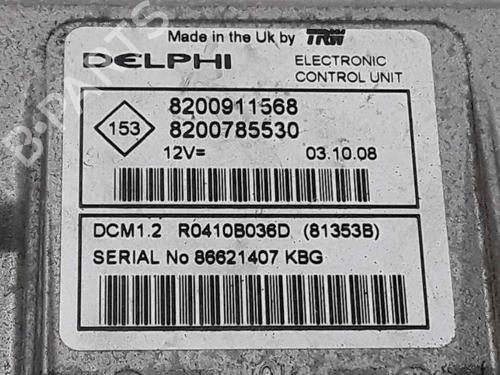 Made in the Uk by TRW
DELPHI
ELECTRONIC
CONTROL UNIT
153
8200911568
8200785530
12V=
03.10.08
DCM1.2 R0410B036D (81353B)
SERIAL No 86621407 KBG
B-PARTS